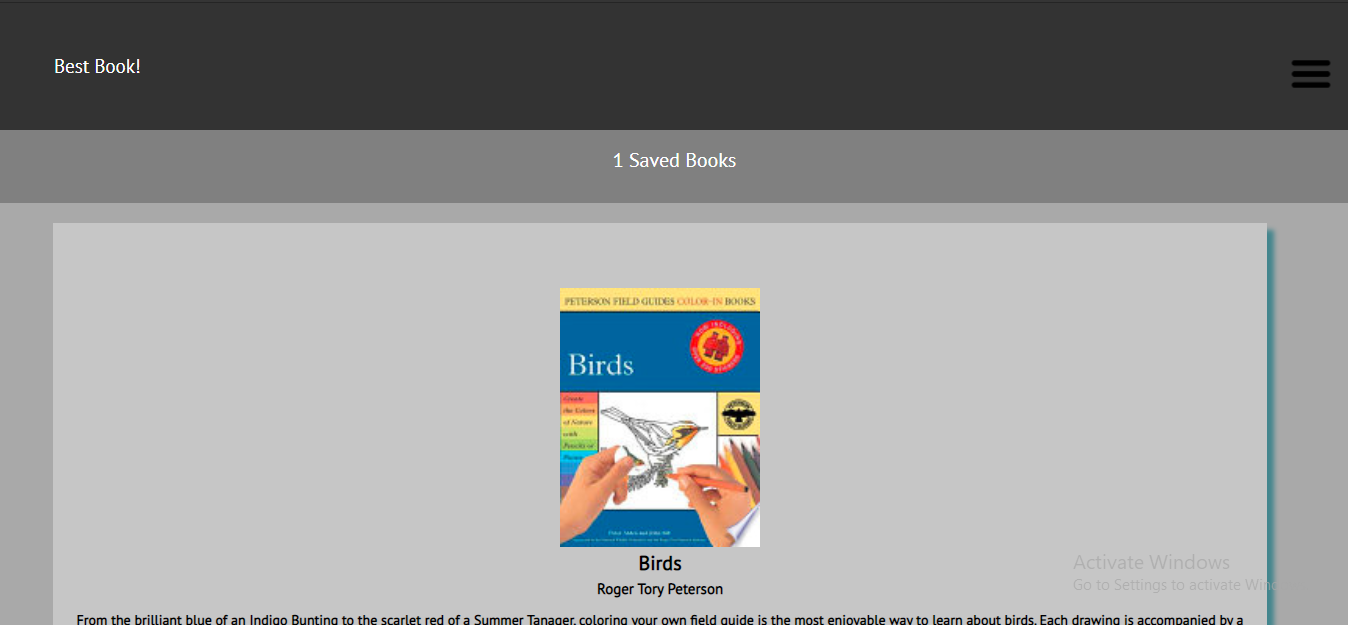 Best Book!
1 Saved Books
PETERSON FIELD GUIDES COLOR-IN BOOKS
Birds
Create
the Colors
of Nature
with
Pencils or
Birds
Roger Tory Peterson
From the brilliant blue of an Indigo Bunting to the scarlet red of a Summer Tanager, coloring your own field guide is the most enjoyable way to learn about birds. Each drawing is accompanied by a
Activate Windows
Go to Settings to activate Win